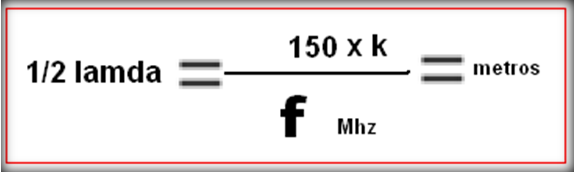 150 x k
1/2 lamda = = metros
f Mhz